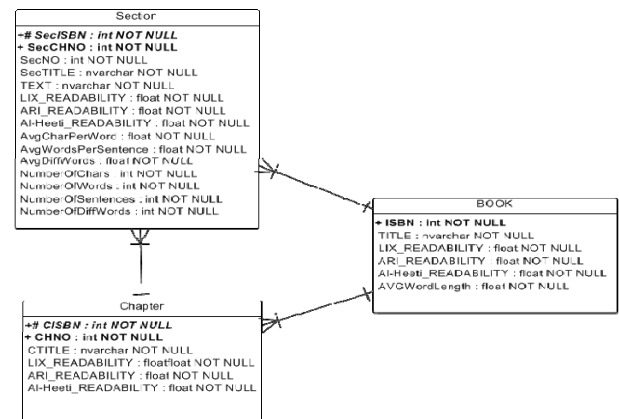 Sector
+# SecISBN : int NOT NULL
+ SecCHNO : int NOT NULL
SecNO : int NOT NULL
SecTITLE : nvarchar NOT NULL
TEXT : nvarchar NOT NULL
LIX_READABILITY : float NOT NULL
ARI_READABILITY : float NOT NULL
Al-Heeti_READABILITY : float NOT NULL
AvgCharPerWord : float NOT NULL
AvgWordsPerSentence : float NOT NULL
AvgDiffWords : float NOT NULL
NumberOfChars : int NOT NULL
NumberOfWords : int NOT NULL
NumberOfSentences : int NOT NULL
NumberOfDiffWords : int NOT NULL
BOOK
+ ISBN : int NOT NULL
TITLE : nvarchar NOT NULL
LIX_READABILITY : float NOT NULL
ARI_READABILITY : float NOT NULL
Al-Heeti_READABILITY : float NOT NULL
AVGWordLength : float NOT NULL
Chapter
+# CISBN : int NOT NULL
+ CHNO : int NOT NULL
CTITLE : nvarchar NOT NULL
LIX_READABILITY : floatfloat NOT NULL
ARI_READABILITY : float NOT NULL
Al-Heeti_READABILITY : float NOT NULL